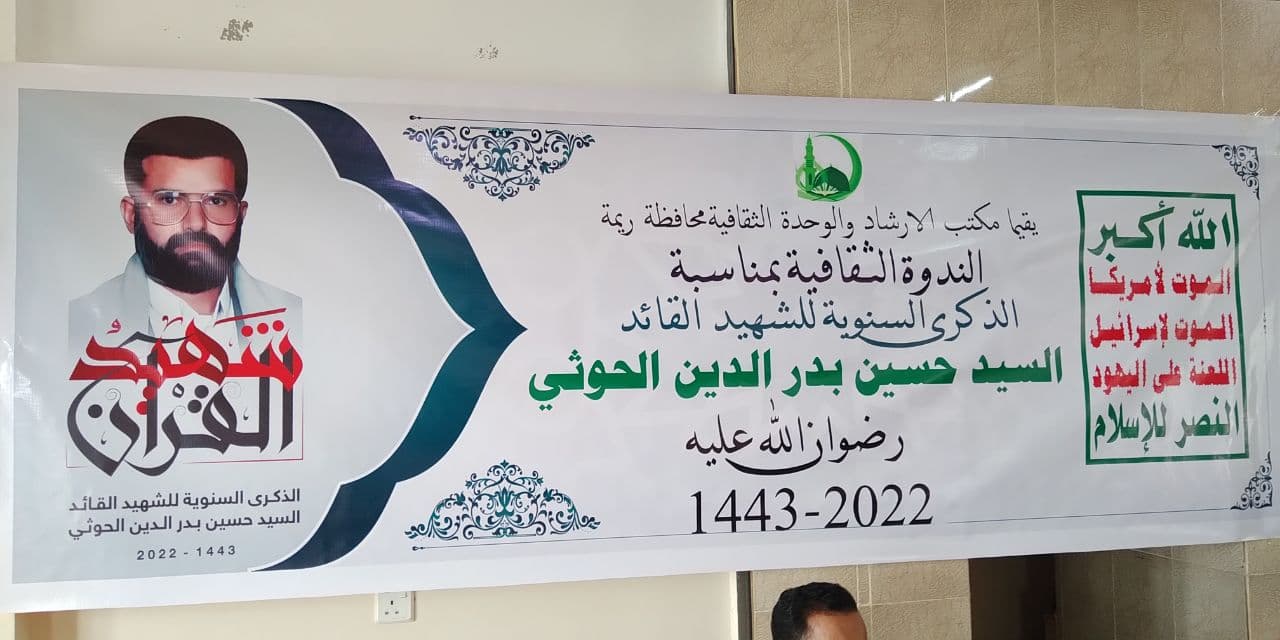 يقيم مكتب الارشاد والوحدة الثقافية محافظة ريمة
الندوة الثقافية بمناسبة
الذكرى السنوية للشهيد القائد
السيد حسين بدر الدين الحوثي
رضوان الله عليه
1443-2022
الله أكبر
الموت لأمريكا
الموت لإسرائيل
اللعنة على اليهود
النصر للإسلام
شهيد
القرآن
الذكرى السنوية للشهيد القائد
السيد حسين بدر الدين الحوثي
2022 - 1443